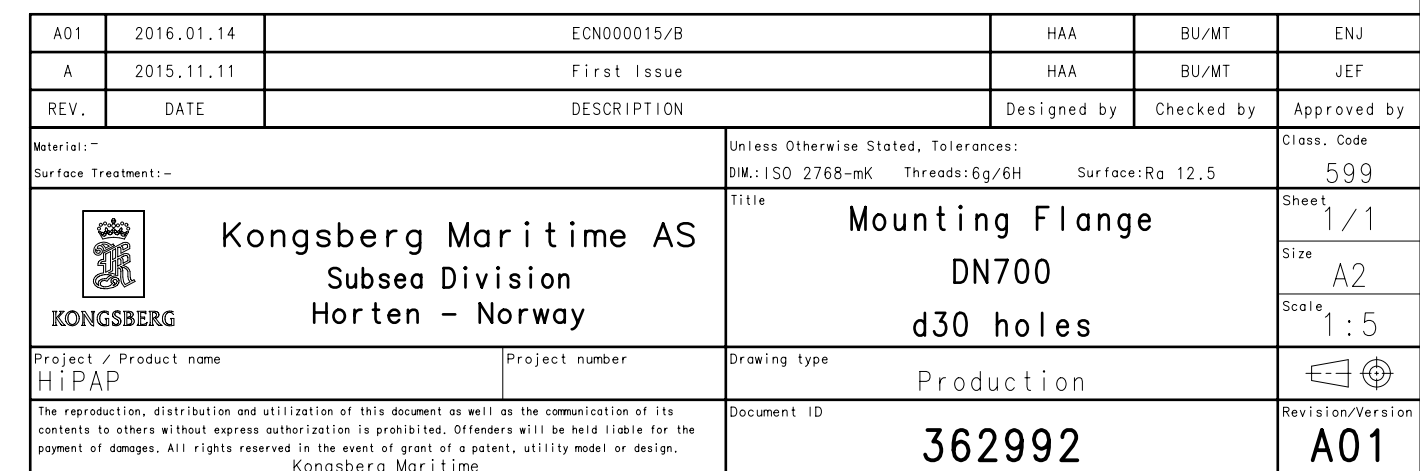 A01 2016.01.14 ECN000015/B HAA BU/MT ENJ
A 2015.11.11 First Issue HAA BU/MT JEF
REV. DATE DESCRIPTION Designed by Checked by Approved by
Material:-
Surface Treatment:-
Unless Otherwise Stated, Tolerances:
DIM.:ISO 2768-mK Threads:6g/6H Surface:Ra 12.5
Class. Code
599
KONGSBERG
Kongsberg Maritime AS
Subsea Division
Horten - Norway
Title
Mounting Flange
DN700
d30 holes
Sheet
1/1
Size
A2
Scale
1:5
Project / Product name
HiPAP
Project number
Drawing type
Production
The reproduction, distribution and utilization of this document as well as the communication of its
contents to others without express authorization is prohibited. Offenders will be held liable for the
payment of damages. All rights reserved in the event of grant of a patent, utility model or design.
Kongsberg Maritime
Document ID
362992
Revision/Version
A01